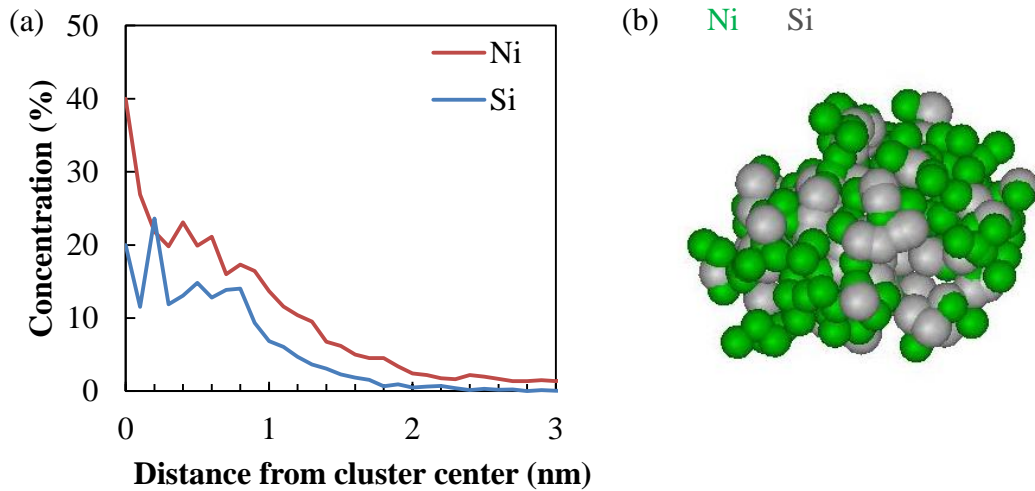 (a)
50
40
30
20
10
0
Concentration (%)
Ni
Si
0 1 2 3
Distance from cluster center (nm)
(b) Ni Si